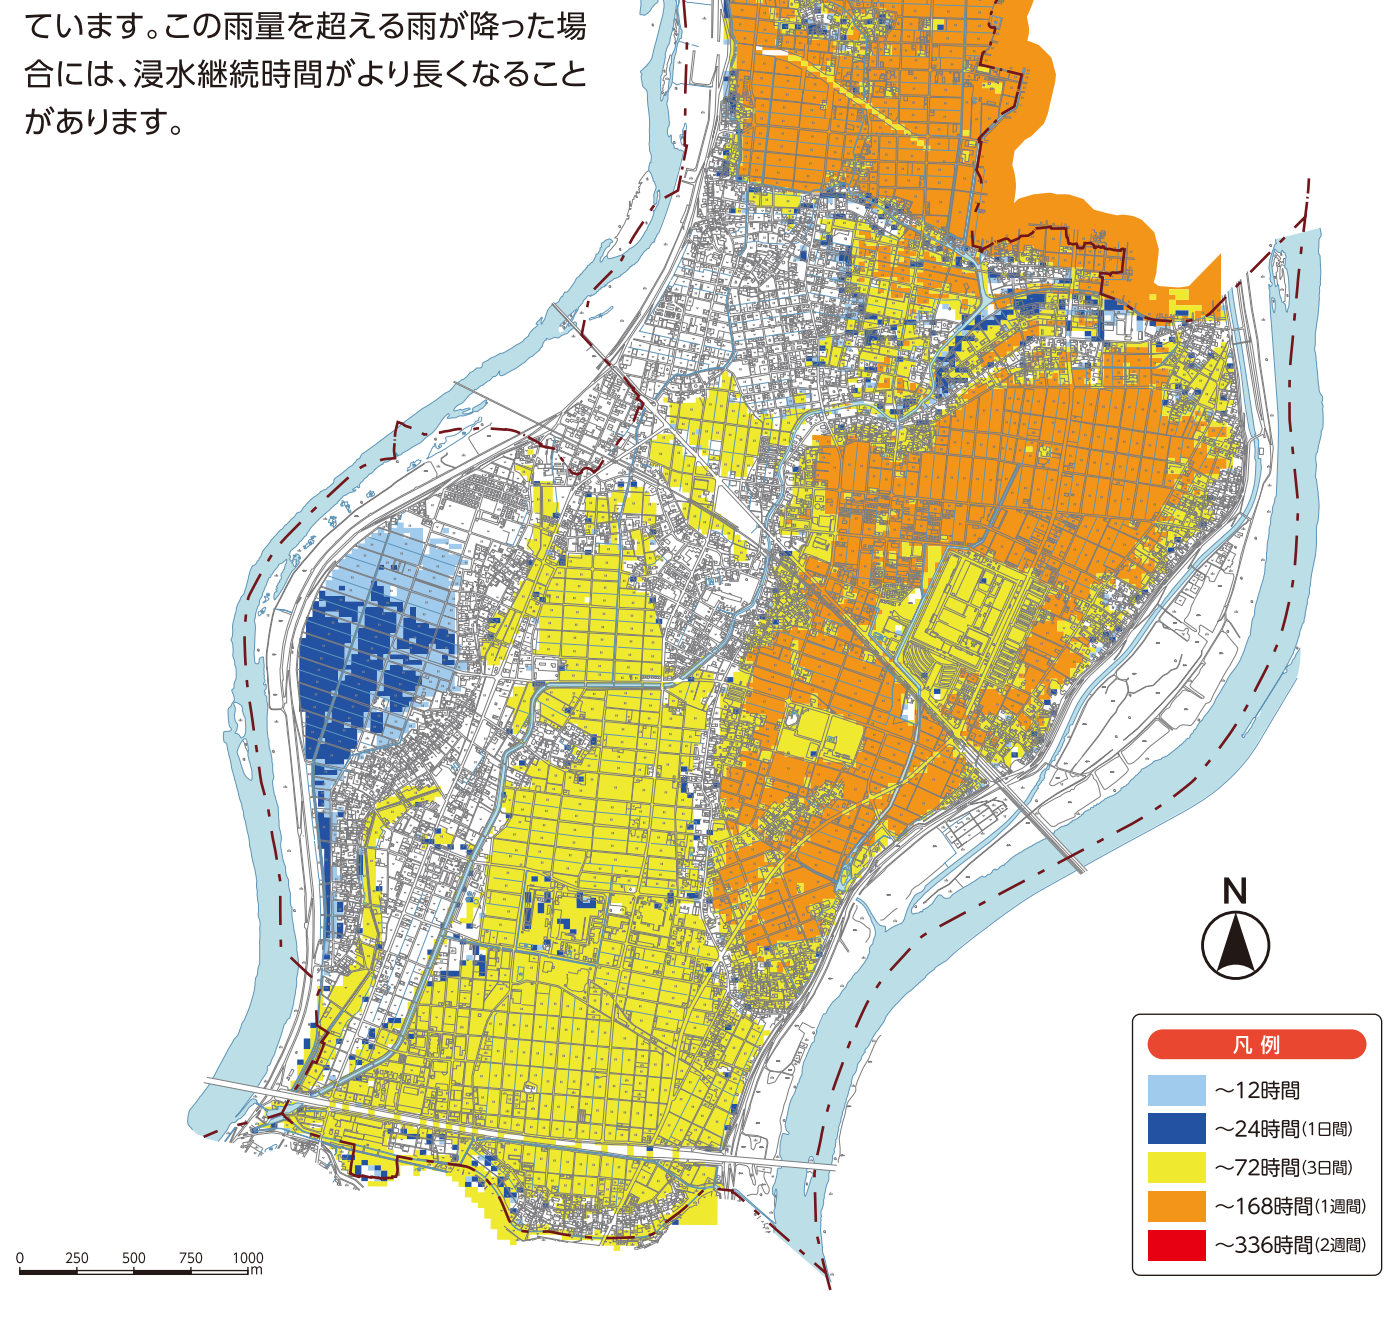 ています。この雨量を超える雨が降った場
合には、浸水継続時間がより長くなること
があります。
N
凡 例
～12時間
～24時間(1日間)
～72時間(3日間)
～168時間(1週間)
～336時間(2週間)
0 250 500 750 1000
m